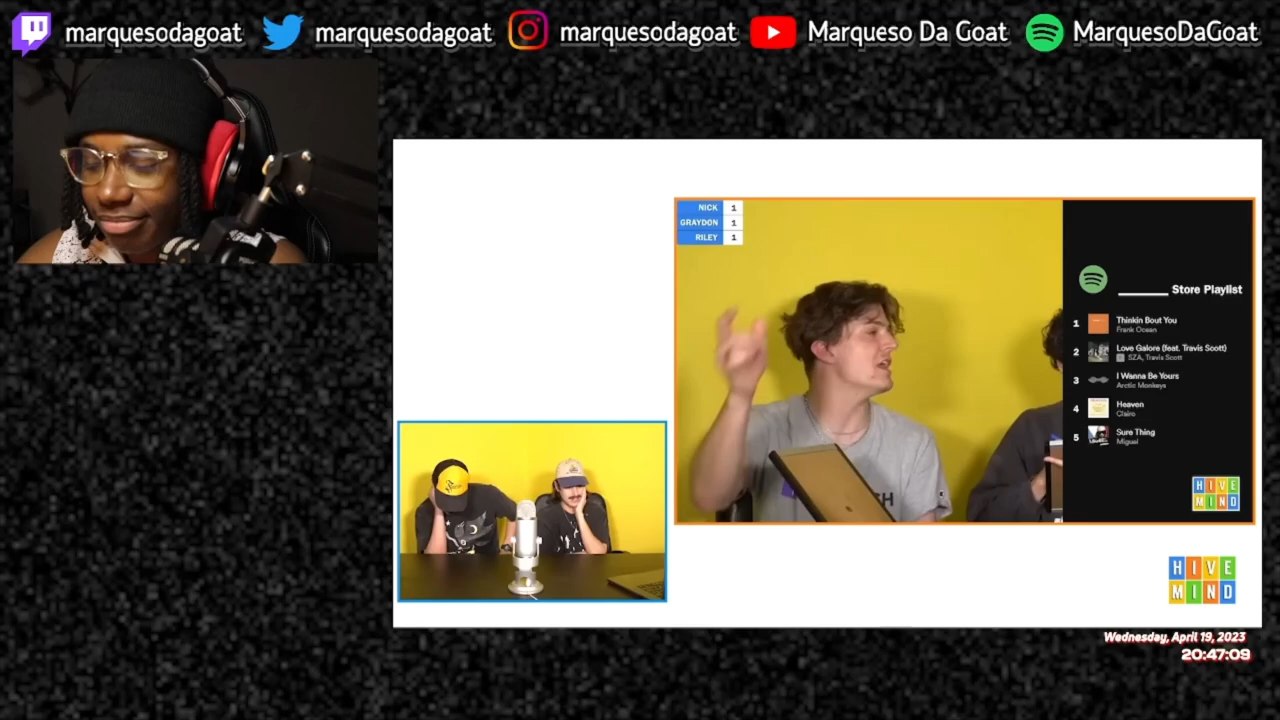 marquesodagoat marquesodagoat marquesodagoat Marqueso Da Goat MarquesoDaGoat
NICK 1
GRAYDON 1
RILEY 1
______ Store Playlist
1 Thinkin Bout You
Frank Ocean
2 Love Galore (feat. Travis Scott)
E SZA, Travis Scott
3 I Wanna Be Yours
Arctic Monkeys
4 Heaven
Clairo
5 Sure Thing
Miguel
HIVE
MIND
HIVE
MIND
Wednesday, April 19, 2023
20:47:09